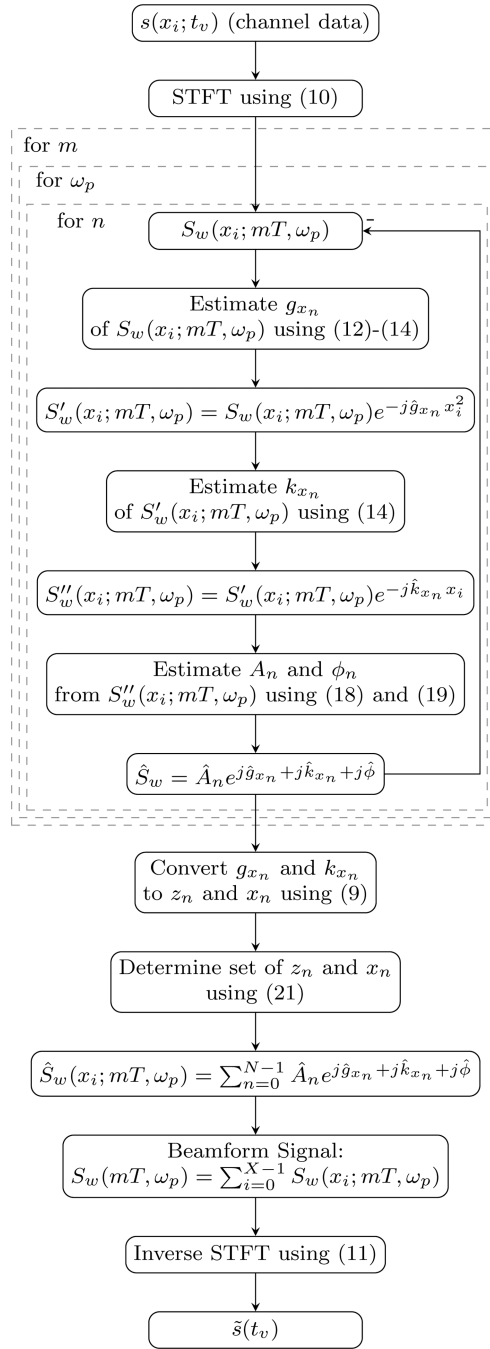 s(x_i; t_v) (channel data)
STFT using (10)
for m
for ω_p
for n
S_w(x_i; mT, ω_p)
-
Estimate g_{x_n}
of S_w(x_i; mT, ω_p) using (12)-(14)
S'_w(x_i; mT, ω_p) = S_w(x_i; mT, ω_p)e^{-jĝ_{x_n} x_i^2}
Estimate k_{x_n}
of S'_w(x_i; mT, ω_p) using (14)
S''_w(x_i; mT, ω_p) = S'_w(x_i; mT, ω_p)e^{-jk̂_{x_n} x_i}
Estimate A_n and ϕ_n
from S''_w(x_i; mT, ω_p) using (18) and (19)
Ŝ_w = Â_n e^{jĝ_{x_n}+jk̂_{x_n}+jϕ̂}
Convert g_{x_n} and k_{x_n}
to z_n and x_n using (9)
Determine set of z_n and x_n
using (21)
Ŝ_w(x_i; mT, ω_p) = ∑_{n=0}^{N-1} Â_n e^{jĝ_{x_n}+jk̂_{x_n}+jϕ̂}
Beamform Signal:
S_w(mT, ω_p) = ∑_{i=0}^{X-1} S_w(x_i; mT, ω_p)
Inverse STFT using (11)
s̃(t_v)